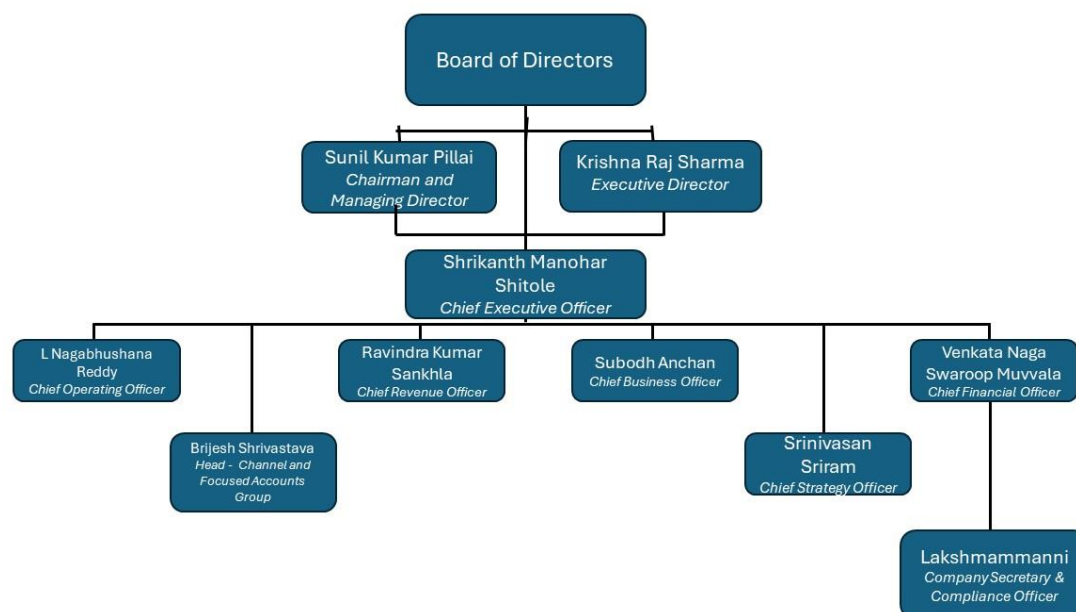 Board of Directors
Sunil Kumar Pillai
Chairman and
Managing Director
Krishna Raj Sharma
Executive Director
Shrikanth Manohar
Shitole
Chief Executive Officer
L Nagabhushana
Reddy
Chief Operating Officer
Ravindra Kumar
Sankhla
Chief Revenue Officer
Subodh Anchan
Chief Business Officer
Venkata Naga
Swaroop Muvvala
Chief Financial Officer
Brijesh Shrivastava
Head - Channel and
Focused Accounts
Group
Srinivasan
Sriram
Chief Strategy Officer
Lakshmammanni
Company Secretary &
Compliance Officer